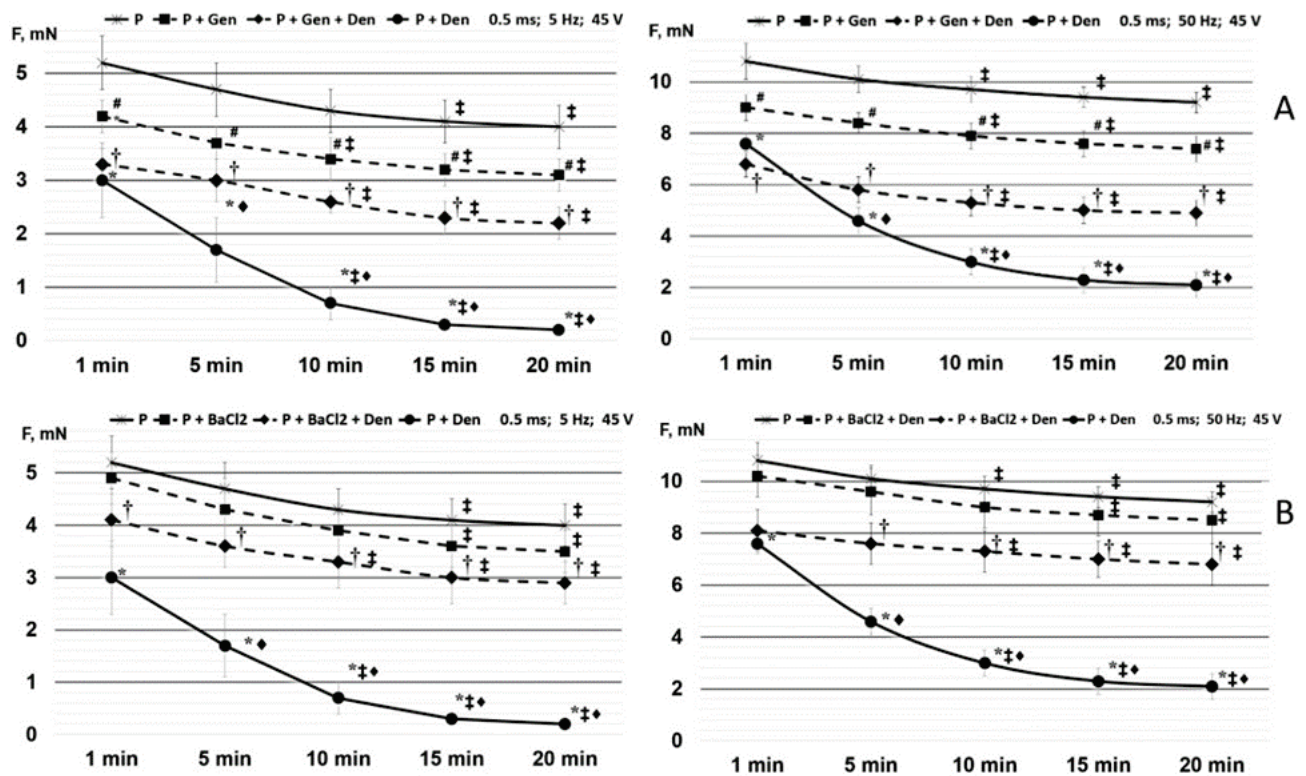 P P + Gen P + Gen + Den P + Den 0.5 ms; 5 Hz; 45 V
F, mN
5
4
3
2
1
0
# # #‡ #‡ #‡
‡ ‡
† † †‡ †‡ †‡
* *♦ *‡♦ *‡♦ *‡♦
1 min 5 min 10 min 15 min 20 min
P P + Gen P + Gen + Den P + Den 0.5 ms; 50 Hz; 45 V
F, mN
10
8
6
4
2
0
‡ ‡ ‡
# # #‡ #‡ #‡
† † †‡ †‡ †‡
* *♦ *‡♦ *‡♦ *‡♦
1 min 5 min 10 min 15 min 20 min
A
P P + BaCl2 P + BaCl2 + Den P + Den 0.5 ms; 5 Hz; 45 V
F, mN
5
4
3
2
1
0
‡ ‡
‡ ‡
† † †‡ †‡ †‡
* *♦ *‡♦ *‡♦ *‡♦
1 min 5 min 10 min 15 min 20 min
P P + BaCl2 + Den P + BaCl2 + Den P + Den 0.5 ms; 50 Hz; 45 V
F, mN
10
8
6
4
2
0
‡ ‡ ‡
‡ ‡
† †‡ †‡ †‡
* *♦ *‡♦ *‡♦ *‡♦
1 min 5 min 10 min 15 min 20 min
B